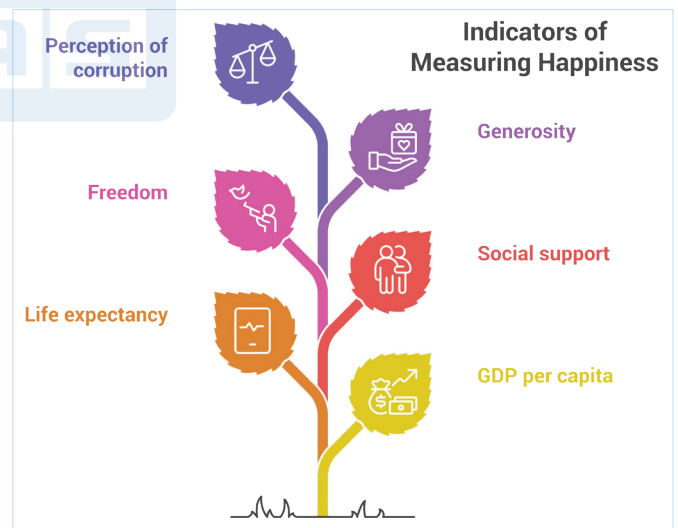 Indicators of
Measuring Happiness
Perception of
corruption
Generosity
Freedom
Social support
Life expectancy
GDP per capita
$